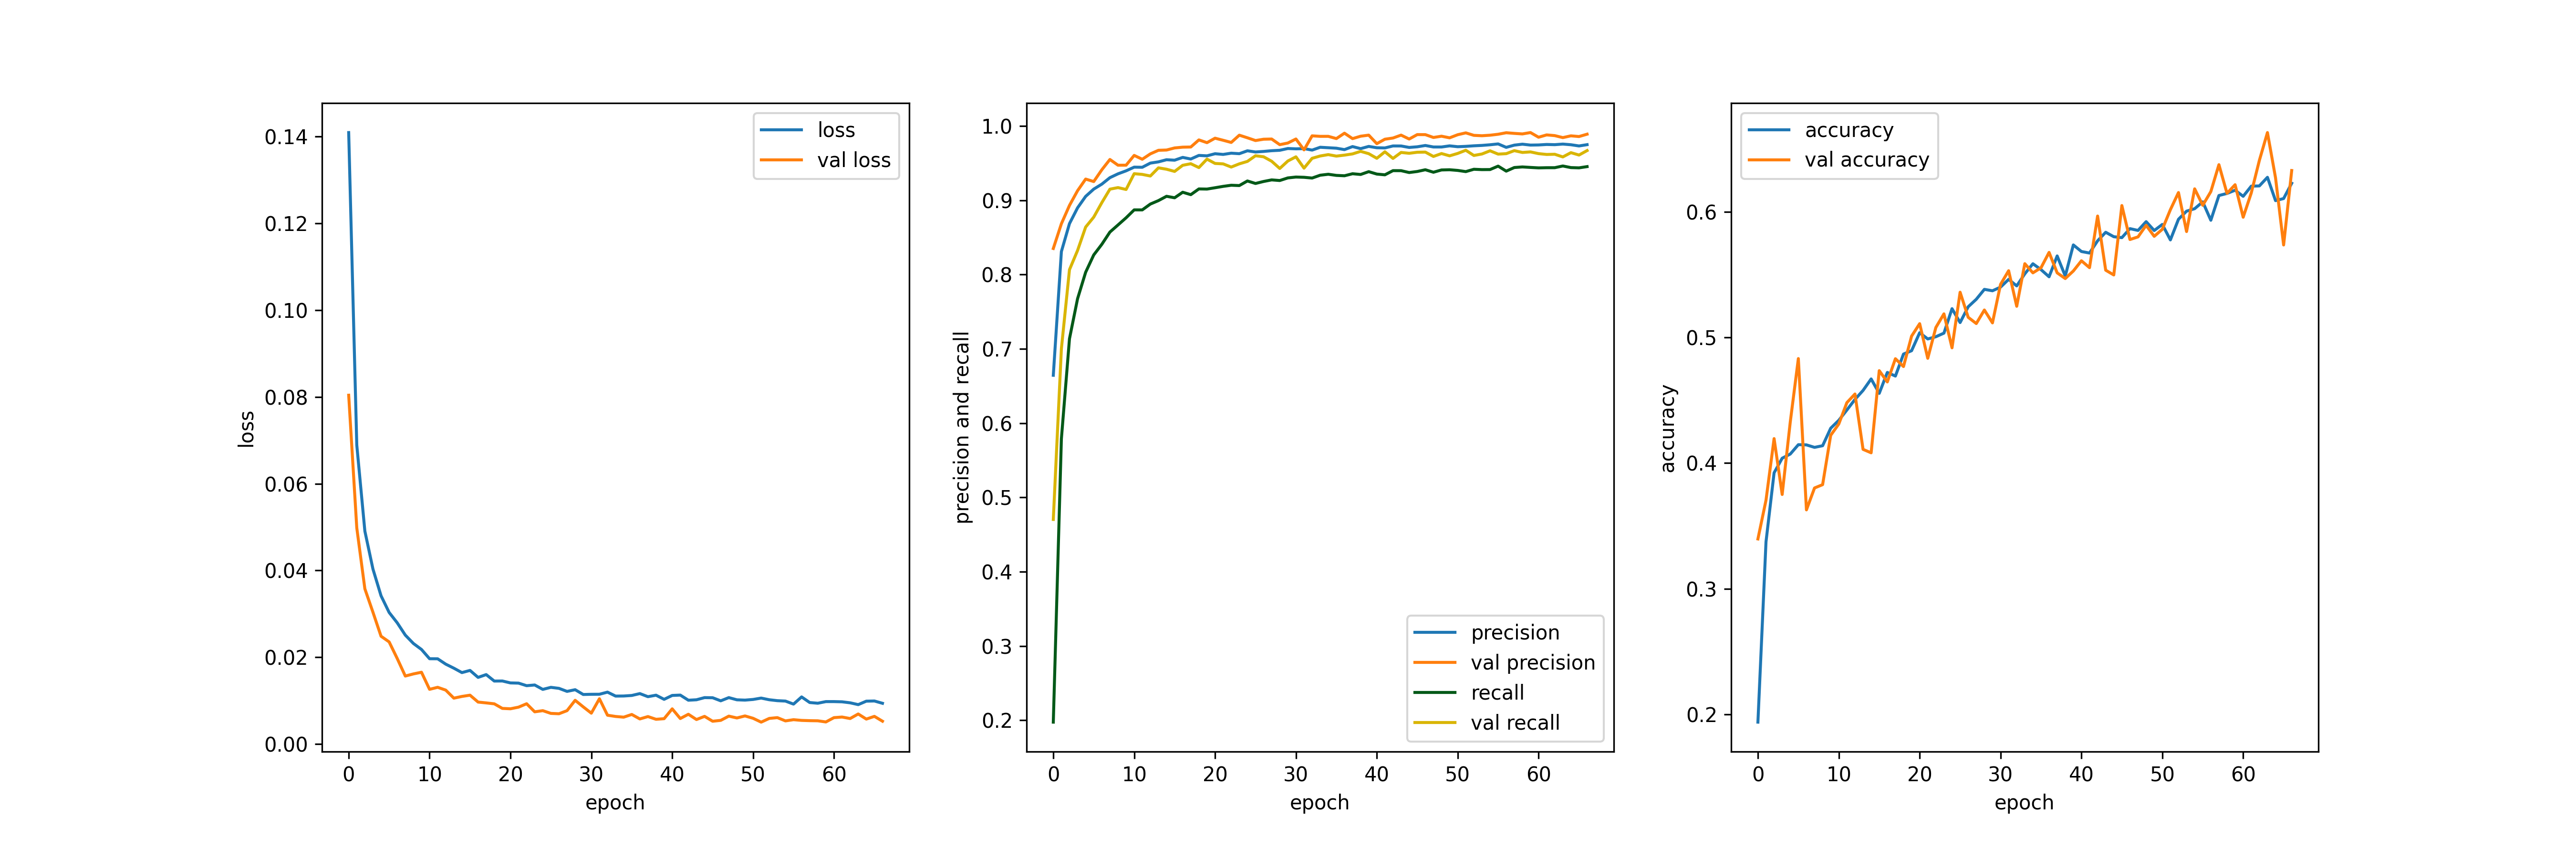 loss
0.14
0.12
0.10
0.08
0.06
0.04
0.02
0.00
0 10 20 30 40 50 60
epoch
loss
val loss
precision and recall
1.0
0.9
0.8
0.7
0.6
0.5
0.4
0.3
0.2
0 10 20 30 40 50 60
epoch
precision
val precision
recall
val recall
accuracy
0.6
0.5
0.4
0.3
0.2
0 10 20 30 40 50 60
epoch
accuracy
val accuracy